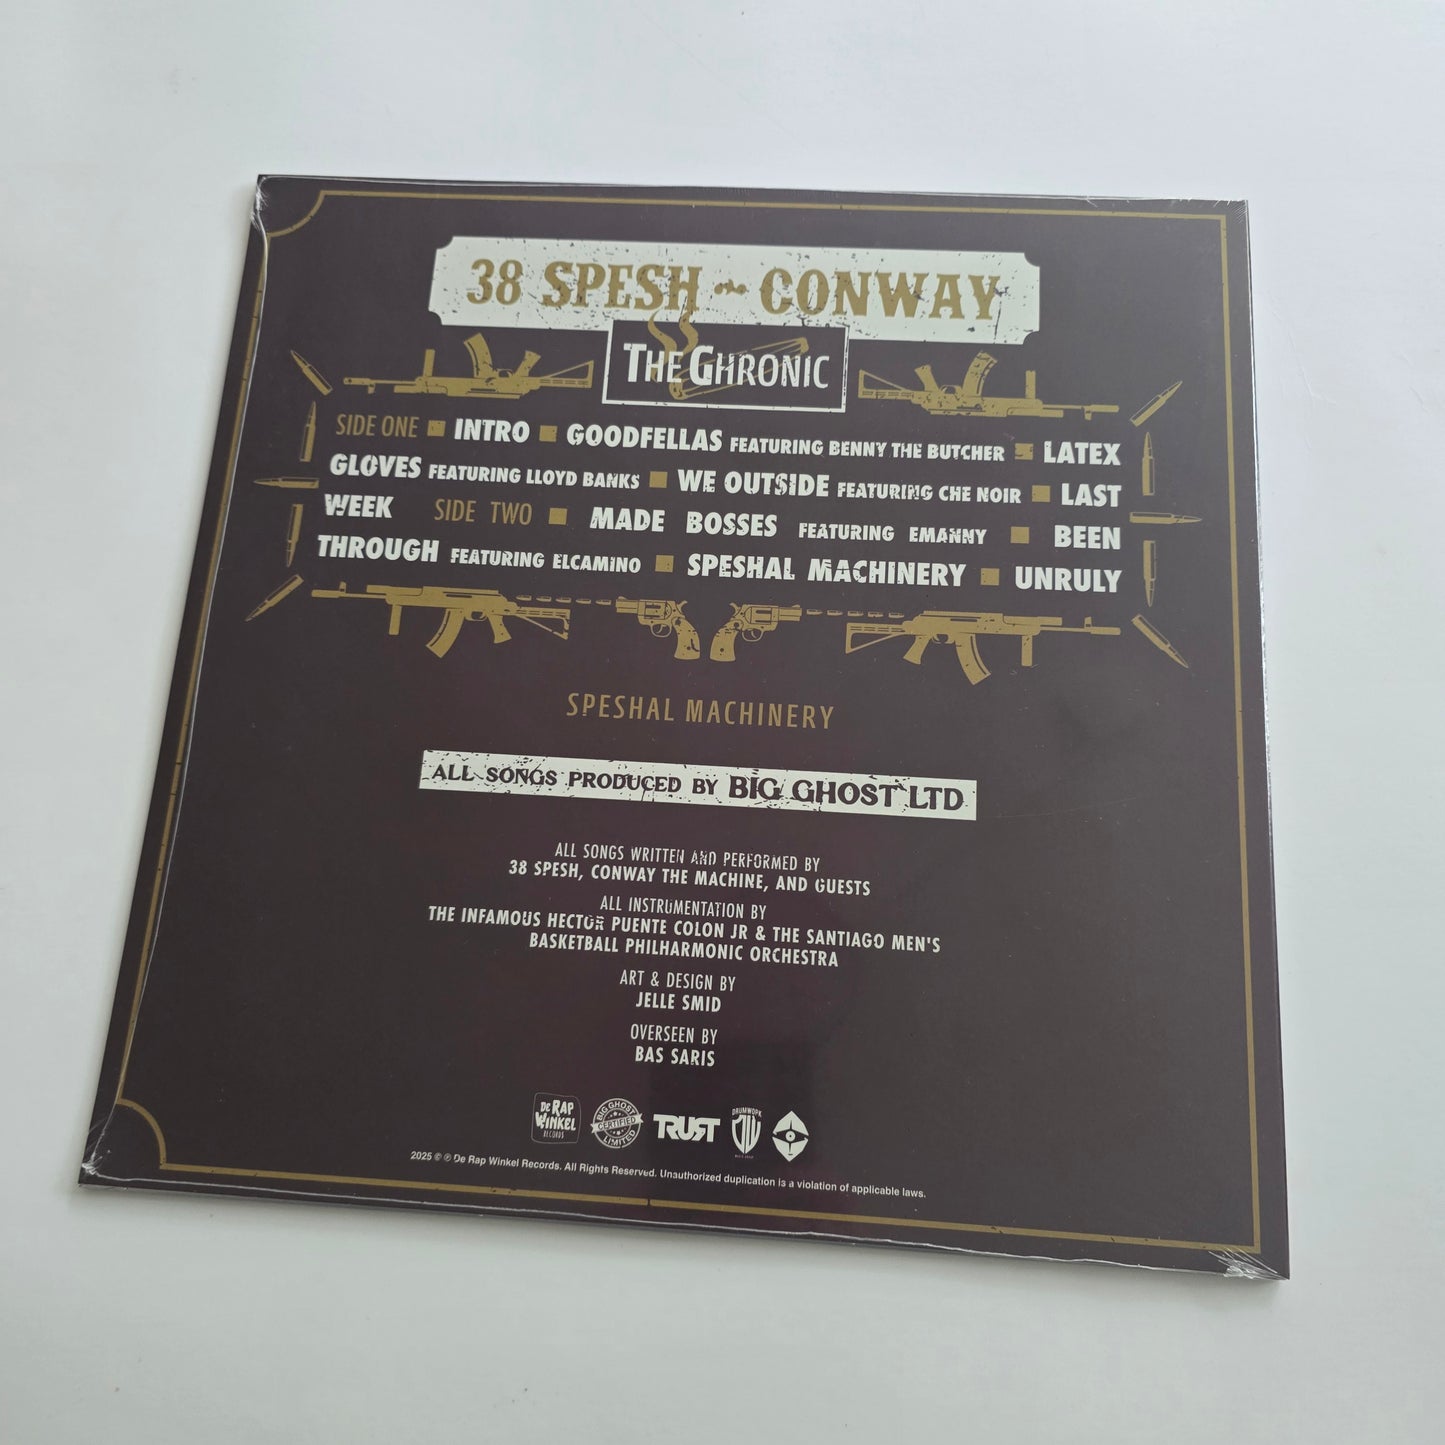 38 SPESH and CONWAY
THE GHRONIC
SIDE ONE INTRO GOODFELLAS FEATURING BENNY THE BUTCHER LATEX
GLOVES FEATURING LLOYD BANKS WE OUTSIDE FEATURING CHE NOIR LAST
WEEK SIDE TWO MADE BOSSES FEATURING EMANNY BEEN
THROUGH FEATURING ELCAMINO SPESHAL MACHINERY UNRULY
SPESHAL MACHINERY
ALL SONGS PRODUCED BY BIG GHOST LTD
ALL SONGS WRITTEN AND PERFORMED BY
38 SPESH, CONWAY THE MACHINE, AND GUESTS
ALL INSTRUMENTATION BY
THE INFAMOUS HECTOR PUENTE COLON JR & THE SANTIAGO MEN'S
BASKETBALL PHILHARMONIC ORCHESTRA
ART & DESIGN BY
JELLE SMID
OVERSEEN BY
BAS SARIS
DE RAP
WINKEL
RECORDS
BIG GHOST
CERTIFIED
LIMITED
TRUST
DRUMWORK
2025 © ℗ De Rap Winkel Records. All Rights Reserved. Unauthorized duplication is a violation of applicable laws.